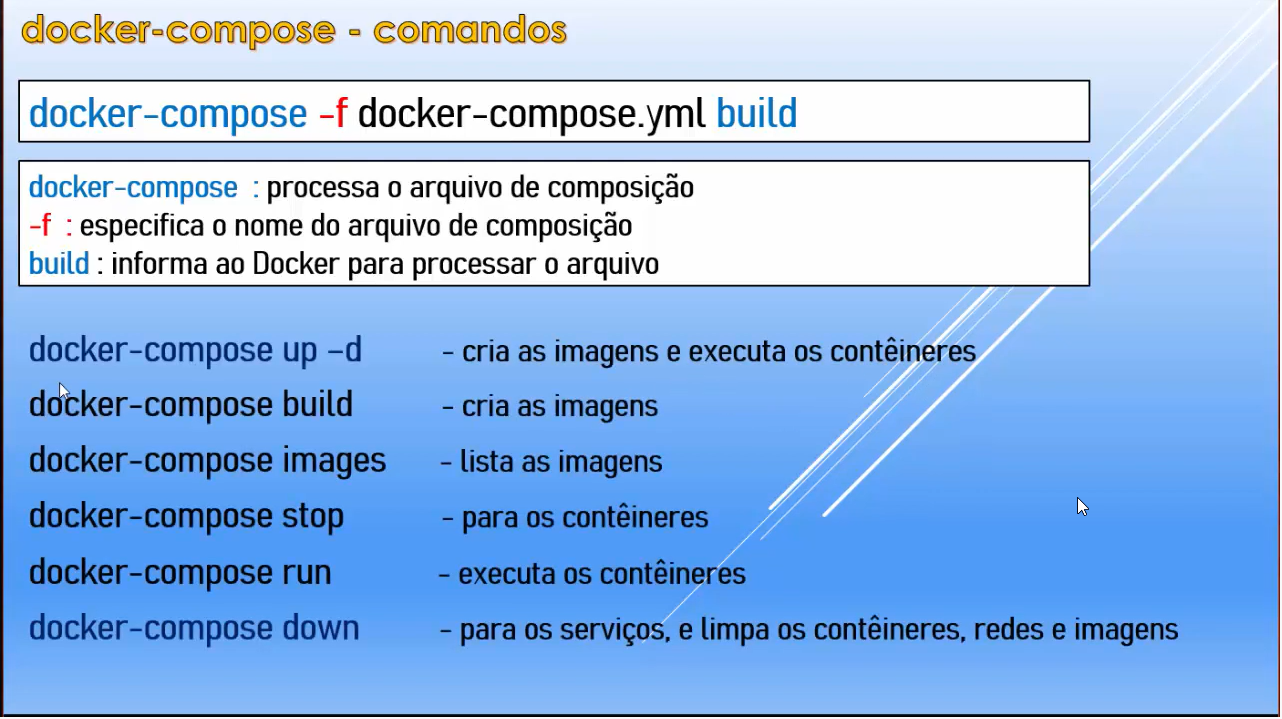 docker-compose - comandos
docker-compose -f docker-compose.yml build
docker-compose : processa o arquivo de composição
-f : especifica o nome do arquivo de composição
build : informa ao Docker para processar o arquivo
docker-compose up –d - cria as imagens e executa os contêineres
docker-compose build - cria as imagens
docker-compose images - lista as imagens
docker-compose stop - para os contêineres
docker-compose run - executa os contêineres
docker-compose down - para os serviços, e limpa os contêineres, redes e imagens